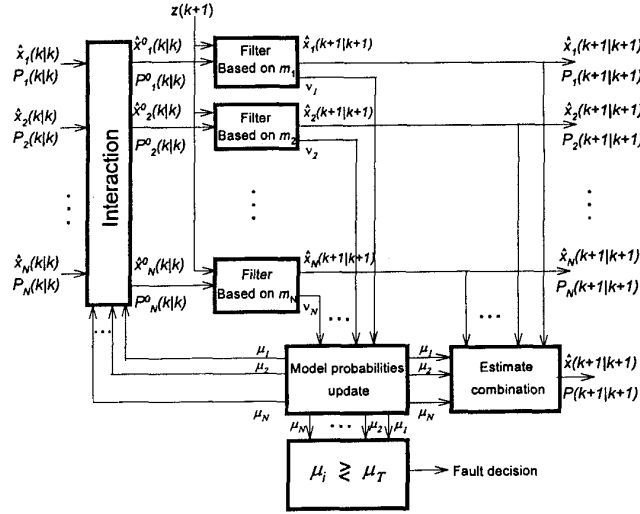 z(k+1)
x̂₁(k|k)
P₁(k|k)
x̂⁰₁(k|k)
P⁰₁(k|k)
Filter
Based on m₁
x̂₁(k+1|k+1)
ν₁
x̂₁(k+1|k+1)
P₁(k+1|k+1)
x̂₂(k|k)
P₂(k|k)
x̂⁰₂(k|k)
P⁰₂(k|k)
Filter
Based on m₂
x̂₂(k+1|k+1)
ν₂
x̂₂(k+1|k+1)
P₂(k+1|k+1)
Interaction
x̂_N(k|k)
P_N(k|k)
x̂⁰_N(k|k)
P⁰_N(k|k)
Filter
Based on m_N
x̂_N(k+1|k+1)
ν_N
x̂_N(k+1|k+1)
P_N(k+1|k+1)
μ₁
μ₂
μ_N
Model probabilities
update
μ₁
μ₂
μ_N
Estimate
combination
x̂(k+1|k+1)
P(k+1|k+1)
μ_N ... μ₂ μ₁
μ_i ≷ μ_T
Fault decision